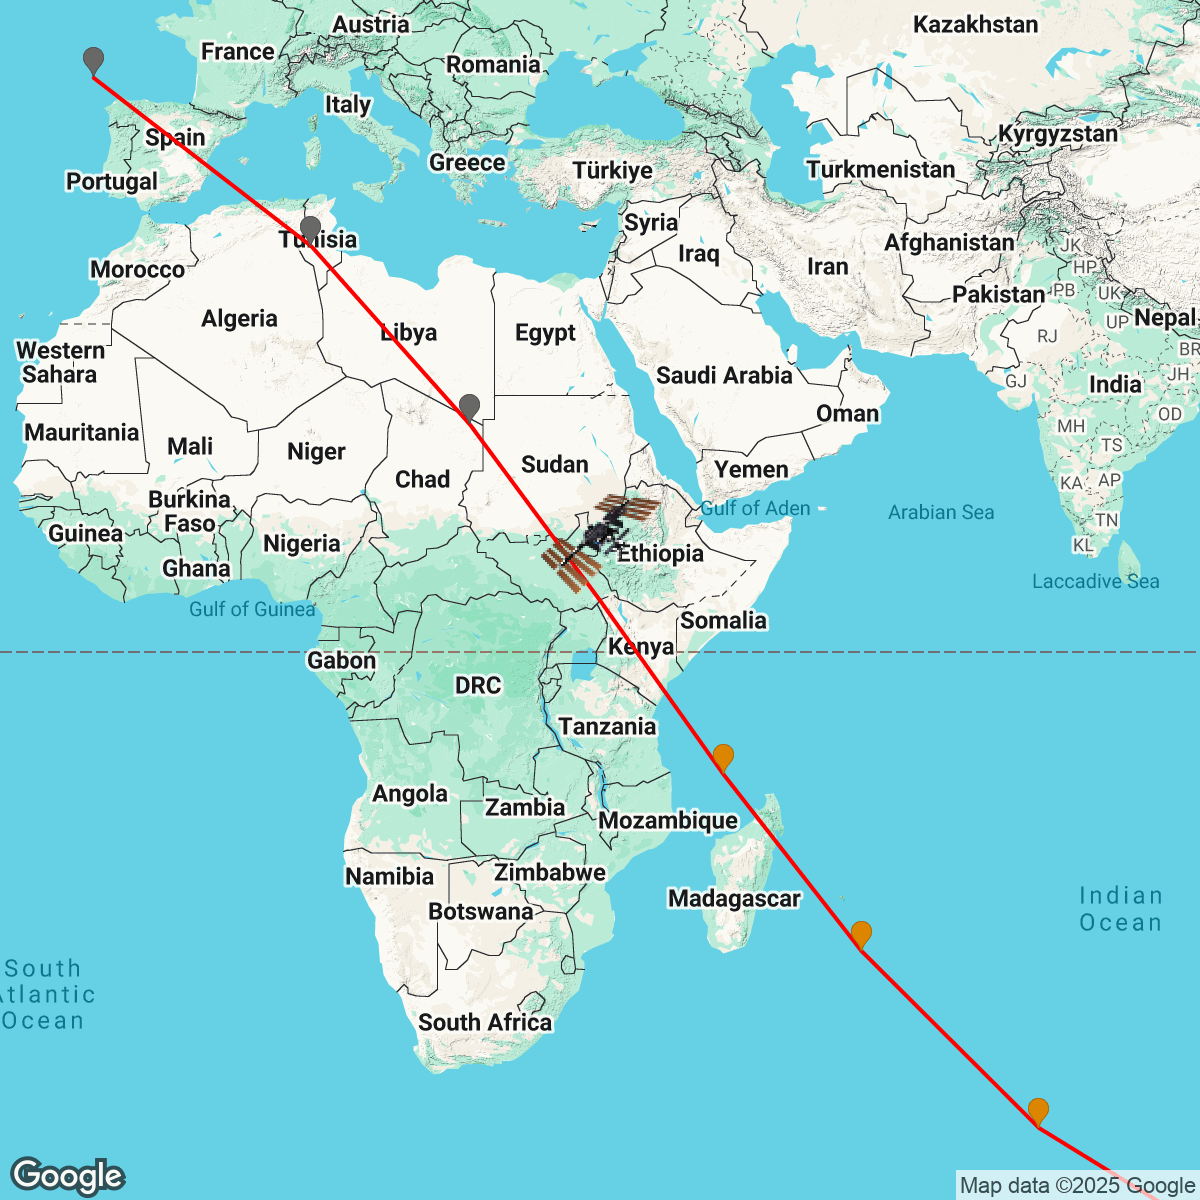 Austria
Kazakhstan
France
Romania
Italy
Kyrgyzstan
Spain
Greece
Türkiye
Turkmenistan
Portugal
Syria
Tunisia
Iraq
Afghanistan
JK
Morocco
Iran
HP
Pakistan
PB
UK
Algeria
Libya
Egypt
UP
Nepal
RJ
Western
Sahara
BR
Saudi Arabia
GJ
India
JH
Oman
OD
Mauritania
Mali
Niger
MH
TS
Chad
Sudan
Yemen
KA
AP
Burkina
Faso
Gulf of Aden
Arabian Sea
TN
Guinea
Nigeria
Ethiopia
KL
Ghana
Laccadive Sea
Gulf of Guinea
Somalia
Kenya
Gabon
DRC
Tanzania
Angola
Zambia
Mozambique
Namibia
Zimbabwe
Madagascar
Botswana
Indian
Ocean
South
Atlantic
Ocean
South Africa
Google
Map data ©2025 Google